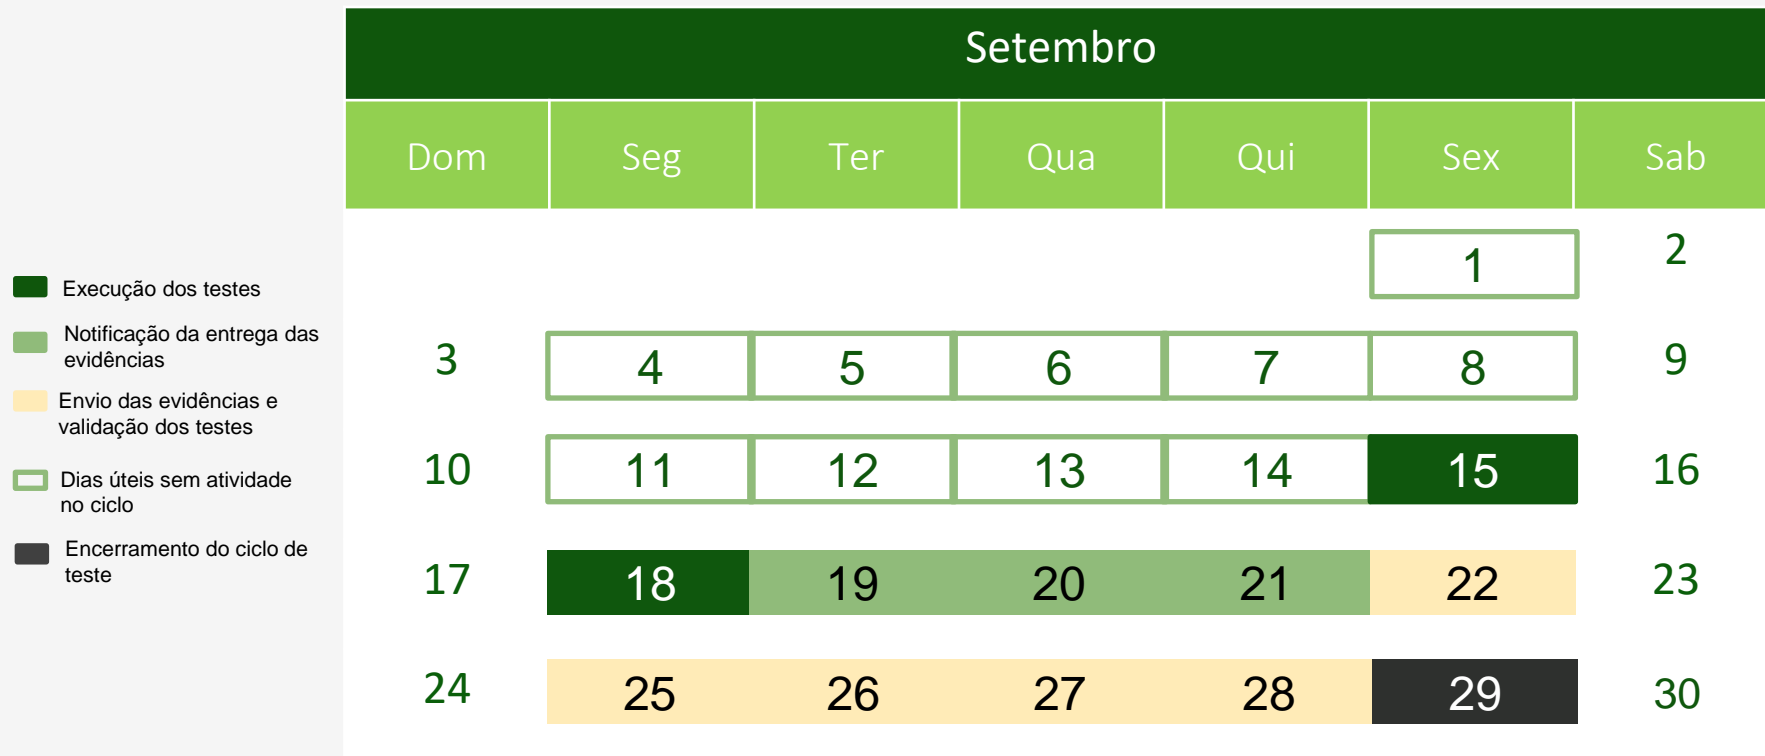 Setembro
Dom Seg Ter Qua Qui Sex Sab
1 2
3 4 5 6 7 8 9
10 11 12 13 14 15 16
17 18 19 20 21 22 23
24 25 26 27 28 29 30
Execução dos testes
Notificação da entrega das
evidências
Envio das evidências e
validação dos testes
Dias úteis sem atividade
no ciclo
Encerramento do ciclo de
teste